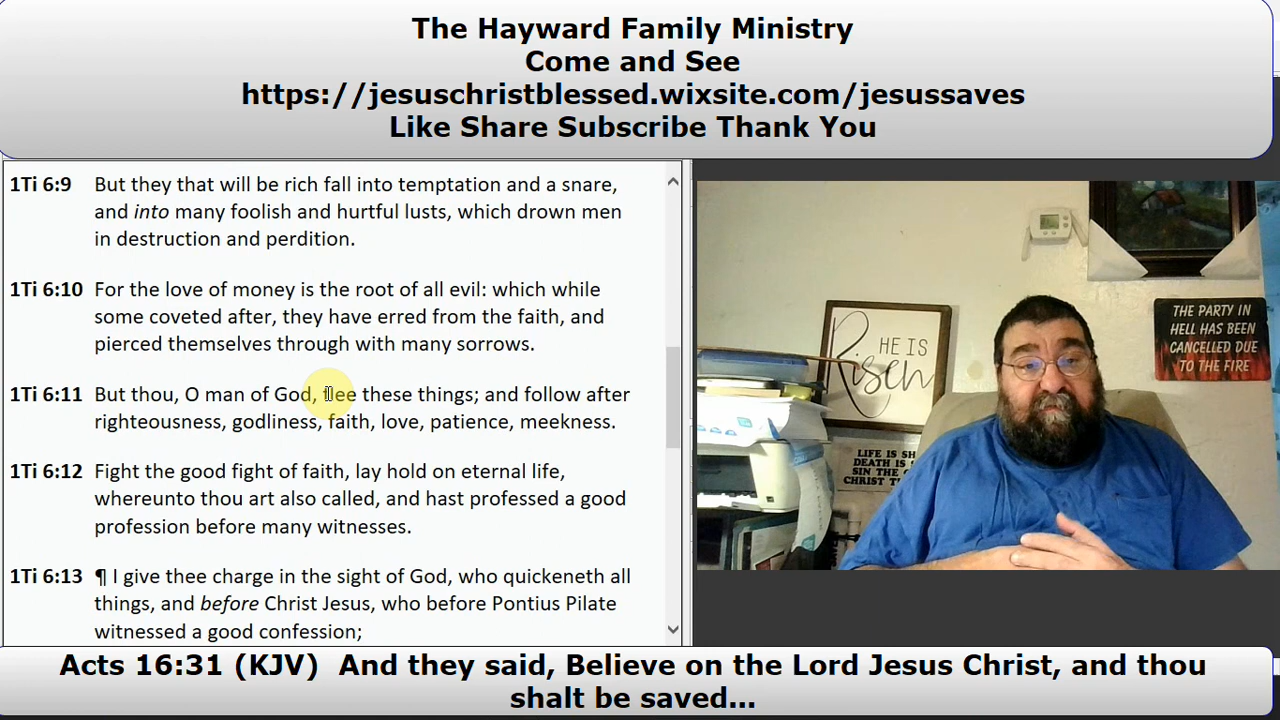 The Hayward Family Ministry
Come and See
https://jesuschristblessed.wixsite.com/jesussaves
Like Share Subscribe Thank You
1Ti 6:9 But they that will be rich fall into temptation and a snare,
and into many foolish and hurtful lusts, which drown men
in destruction and perdition.
1Ti 6:10 For the love of money is the root of all evil: which while
some coveted after, they have erred from the faith, and
pierced themselves through with many sorrows.
1Ti 6:11 But thou, O man of God, flee these things; and follow after
righteousness, godliness, faith, love, patience, meekness.
1Ti 6:12 Fight the good fight of faith, lay hold on eternal life,
whereunto thou art also called, and hast professed a good
profession before many witnesses.
1Ti 6:13 ¶ I give thee charge in the sight of God, who quickeneth all
things, and before Christ Jesus, who before Pontius Pilate
witnessed a good confession;
HE IS
Risen
THE PARTY IN
HELL HAS BEEN
CANCELLED DUE
TO THE FIRE
LIFE IS
DEATH IS
SIN THE
CHRIST
Acts 16:31 (KJV) And they said, Believe on the Lord Jesus Christ, and thou
shalt be saved...